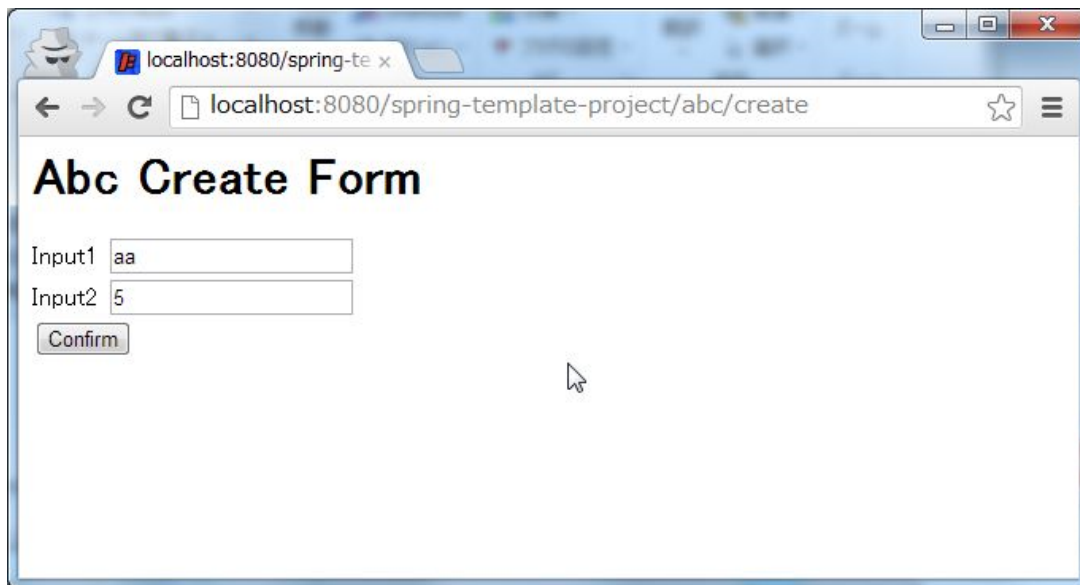 localhost:8080/spring-te
localhost:8080/spring-template-project/abc/create
Abc Create Form
Input1 aa
Input2 5
Confirm